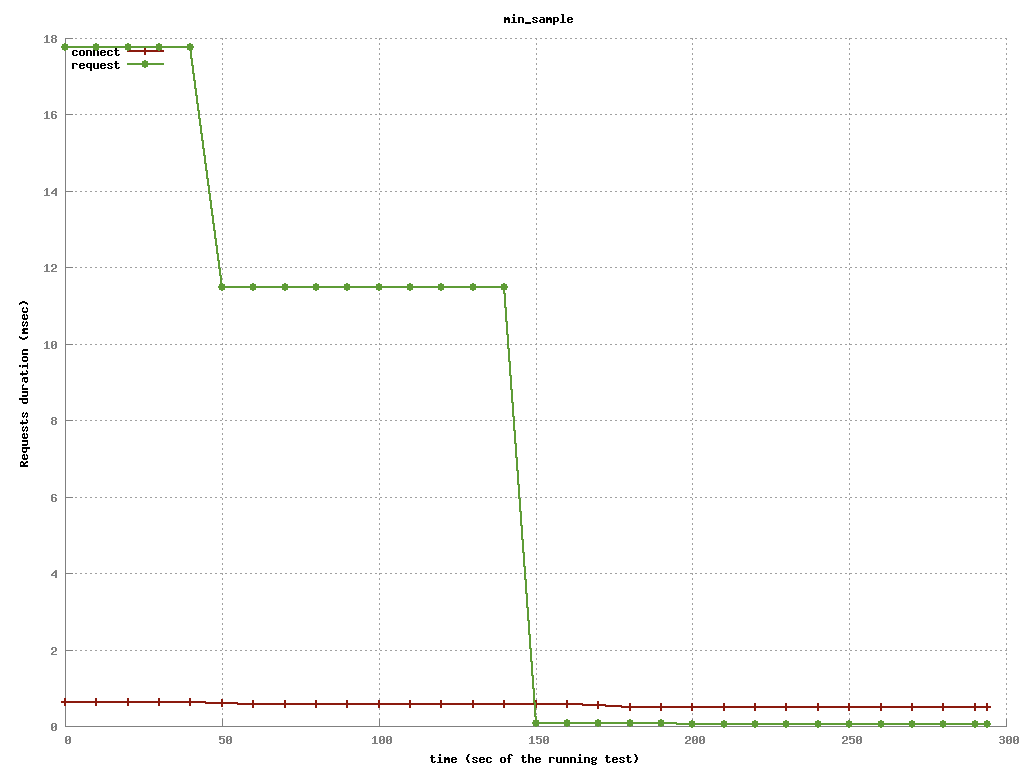 min_sample
18
connect
request
16
14
12
10
8
6
4
2
0
Requests duration (msec)
0 50 100 150 200 250 300
time (sec of the running test)